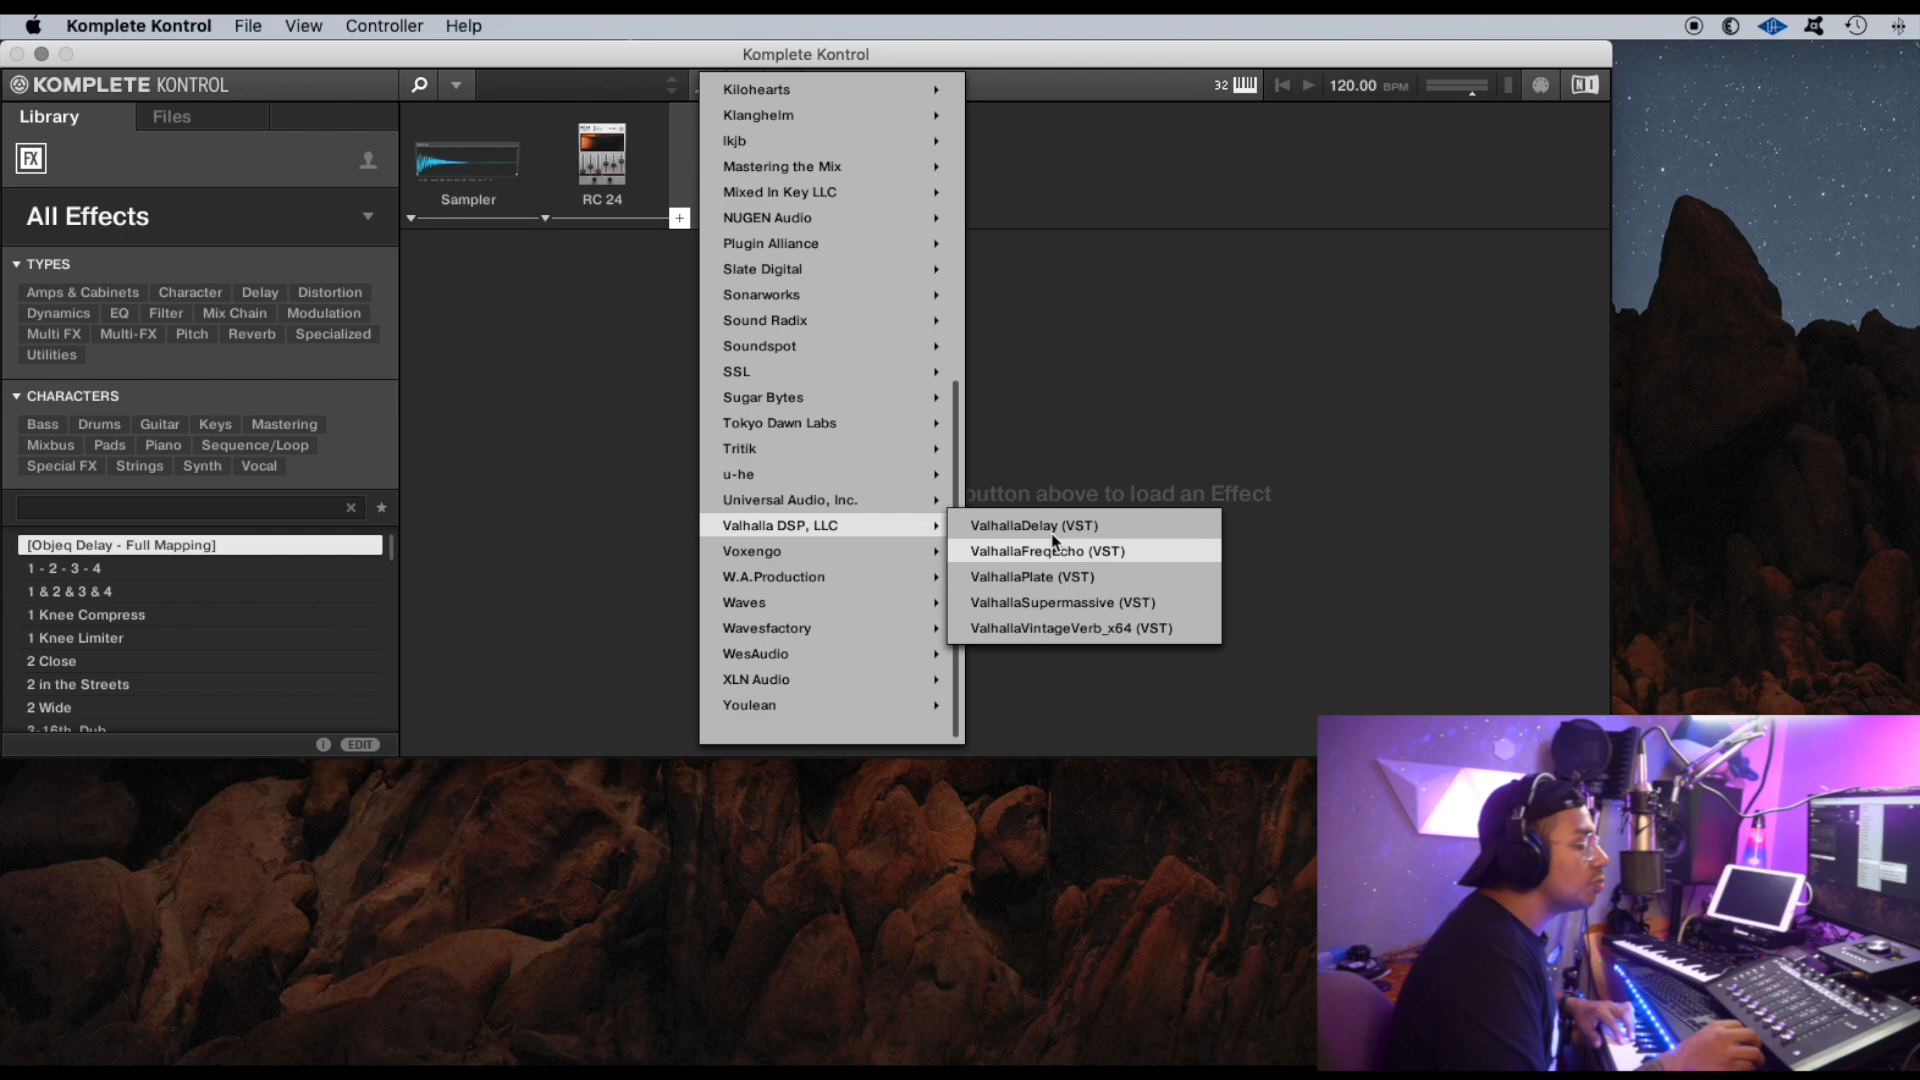 Komplete Kontrol File View Controller Help
Komplete Kontrol
KOMPLETE KONTROL
32
120.00 BPM
NI
Library
Files
FX
Sampler
RC 24
+
All Effects
TYPES
Amps & Cabinets Character Delay Distortion
Dynamics EQ Filter Mix Chain Modulation
Multi FX Multi-FX Pitch Reverb Specialized
Utilities
CHARACTERS
Bass Drums Guitar Keys Mastering
Mixbus Pads Piano Sequence/Loop
Special FX Strings Synth Vocal
[Objeq Delay - Full Mapping]
1 - 2 - 3 - 4
1 & 2 & 3 & 4
1 Knee Compress
1 Knee Limiter
2 Close
2 in the Streets
2 Wide
2-16th Dub
i EDIT
Kilohearts
Klanghelm
lkjb
Mastering the Mix
Mixed In Key LLC
NUGEN Audio
Plugin Alliance
Slate Digital
Sonarworks
Sound Radix
Soundspot
SSL
Sugar Bytes
Tokyo Dawn Labs
Tritik
u-he
Universal Audio, Inc.
Valhalla DSP, LLC
Voxengo
W.A.Production
Waves
Wavesfactory
WesAudio
XLN Audio
Youlean
button above to load an Effect
ValhallaDelay (VST)
ValhallaFreqEcho (VST)
ValhallaPlate (VST)
ValhallaSupermassive (VST)
ValhallaVintageVerb_x64 (VST)